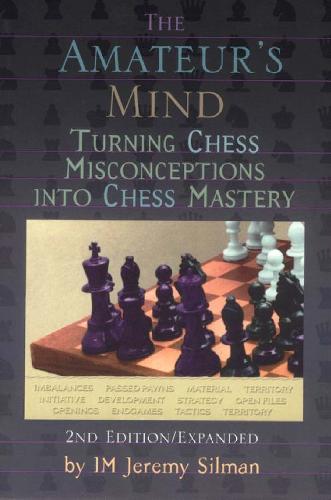 THE
AMATEUR'S
MIND
TURNING CHESS
MISCONCEPTIONS
INTO CHESS MASTERY
IMBALANCES PASSED PAWNS MATERIAL TERRITORY
INITIATIVE DEVELOPMENT STRATEGY OPEN FILES
OPENINGS ENDGAMES TACTICS TERRITORY
2ND EDITION/EXPANDED
by IM Jeremy Silman